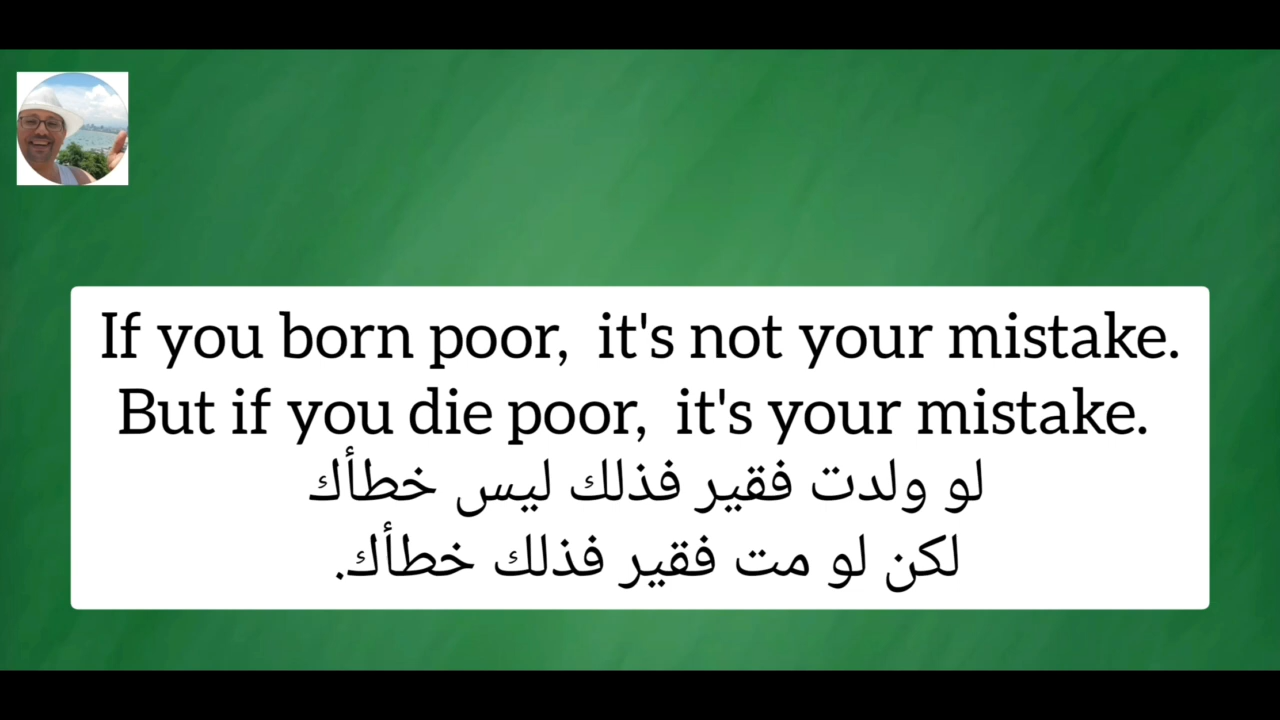 If you born poor, it's not your mistake.
But if you die poor, it's your mistake.
لو ولدت فقير فذلك ليس خطأك
لكن لو مت فقير فذلك خطأك.